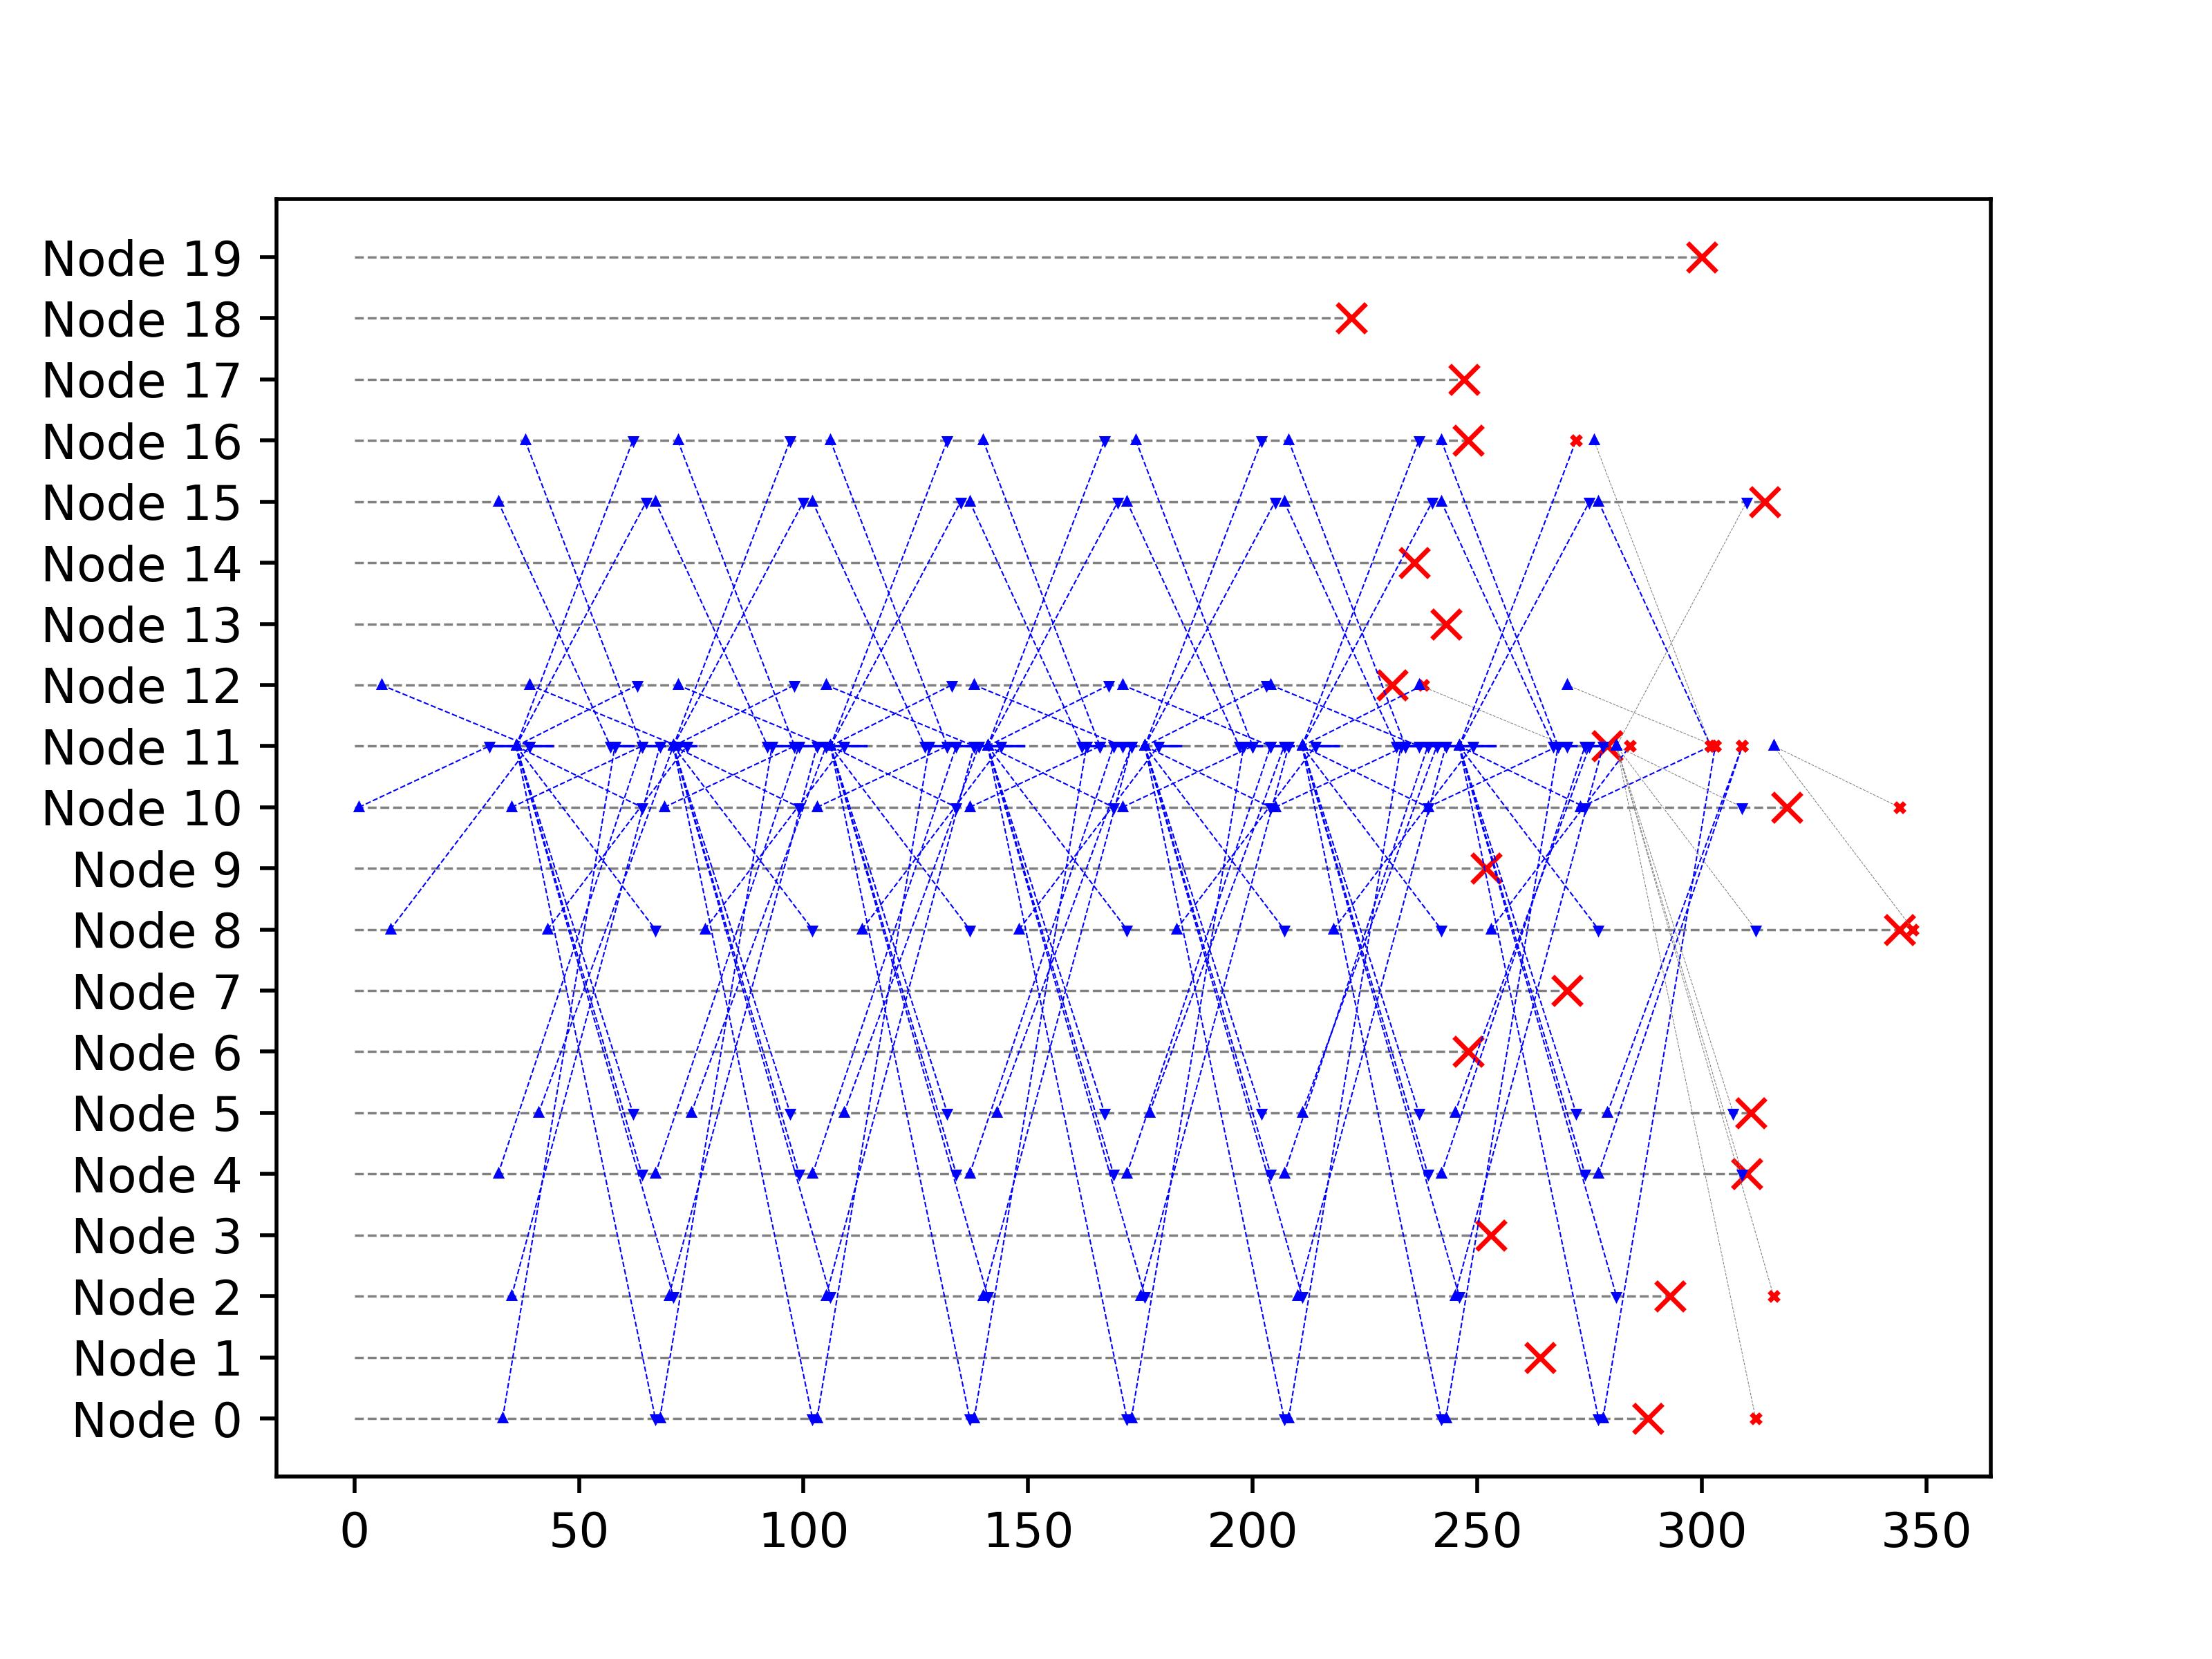 Node 19
Node 18
Node 17
Node 16
Node 15
Node 14
Node 13
Node 12
Node 11
Node 10
Node 9
Node 8
Node 7
Node 6
Node 5
Node 4
Node 3
Node 2
Node 1
Node 0
0 50 100 150 200 250 300 350